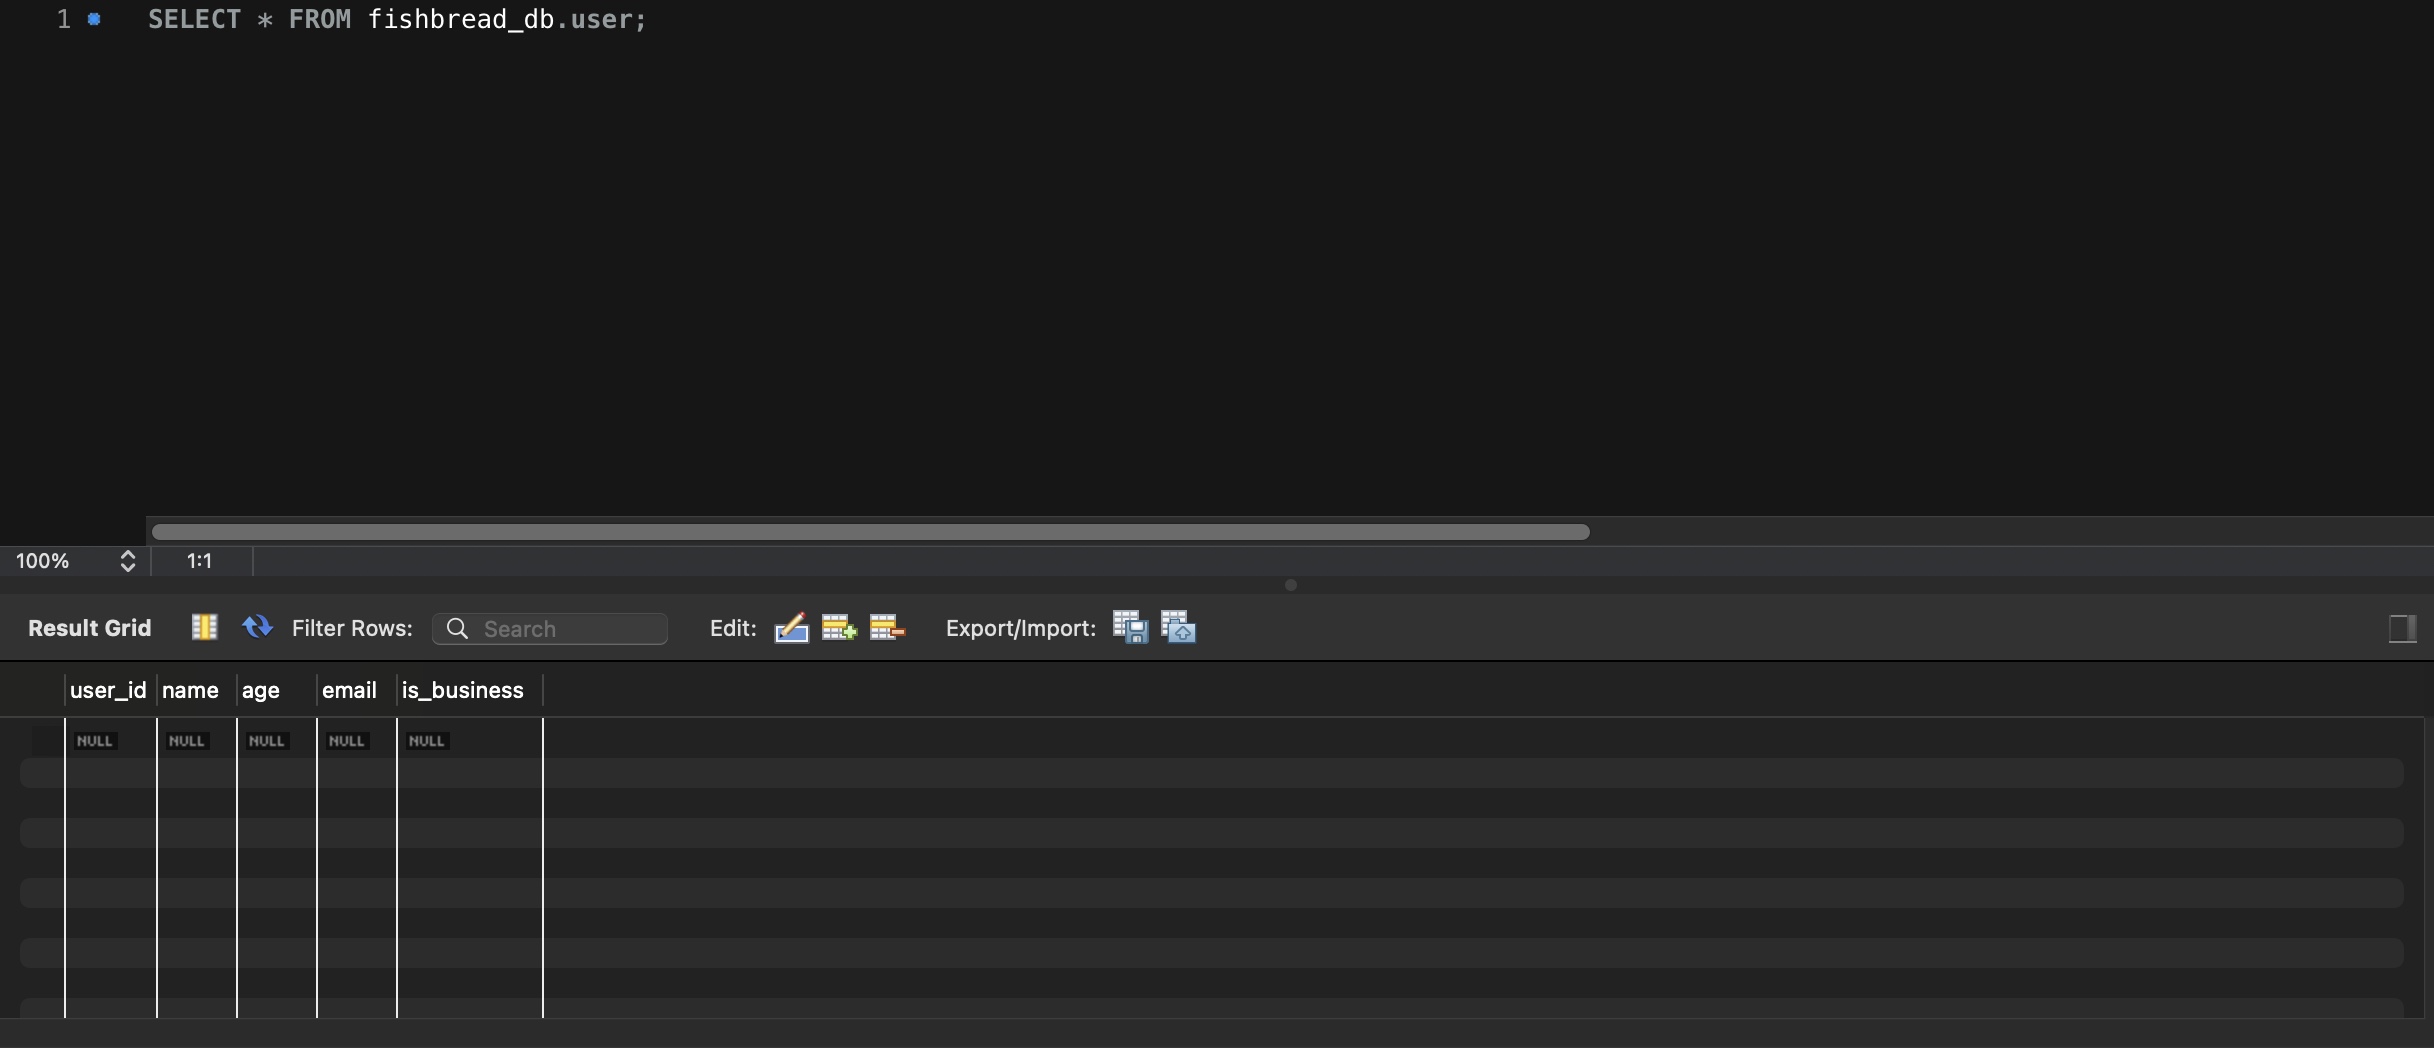 1 SELECT * FROM fishbread_db.user;
100% 1:1
Result Grid Filter Rows: Search Edit: Export/Import:
user_id name age email is_business
NULL NULL NULL NULL NULL